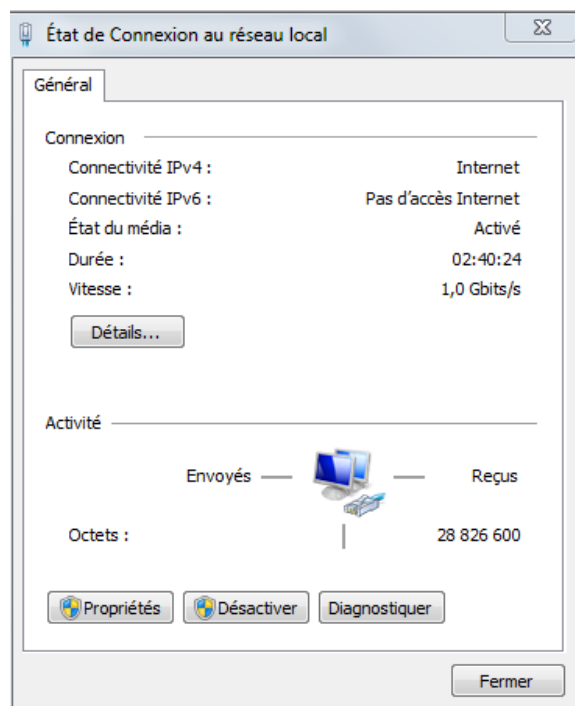 État de Connexion au réseau local
Général
Connexion
Connectivité IPv4 : Internet
Connectivité IPv6 : Pas d’accès Internet
État du média : Activé
Durée : 02:40:24
Vitesse : 1,0 Gbits/s
Détails...
Activité
Envoyés Reçus
Octets : 28 826 600
Propriétés Désactiver Diagnostiquer
Fermer